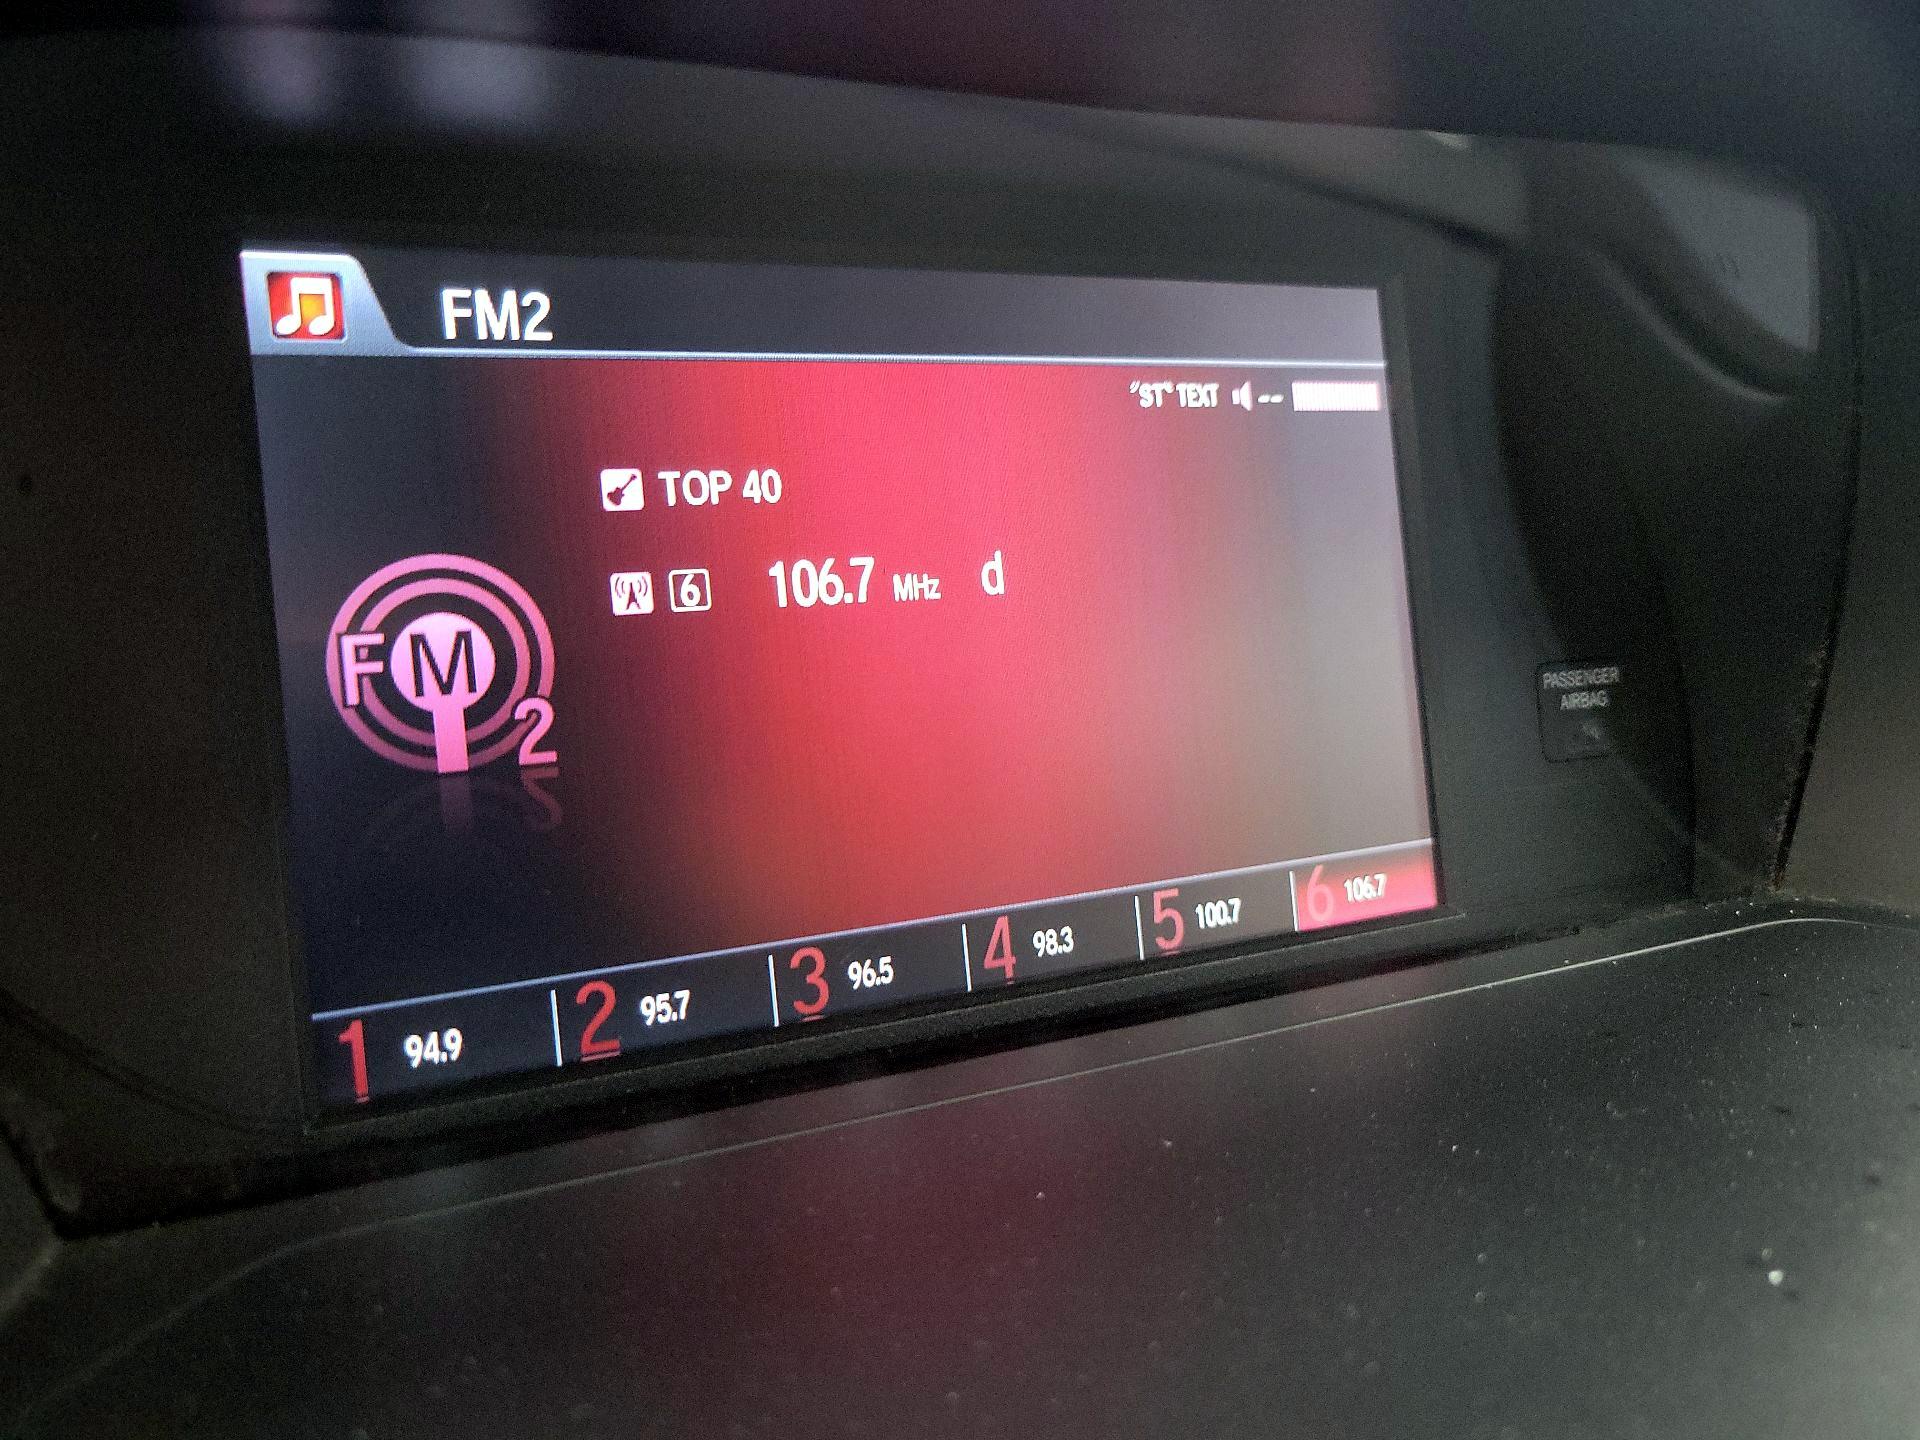 FM2
"ST" TEXT --
TOP 40
6 106.7 MHz d
FM2
1 94.9 2 95.7 3 96.5 4 98.3 5 100.7 6 106.7
PASSENGER
AIRBAG